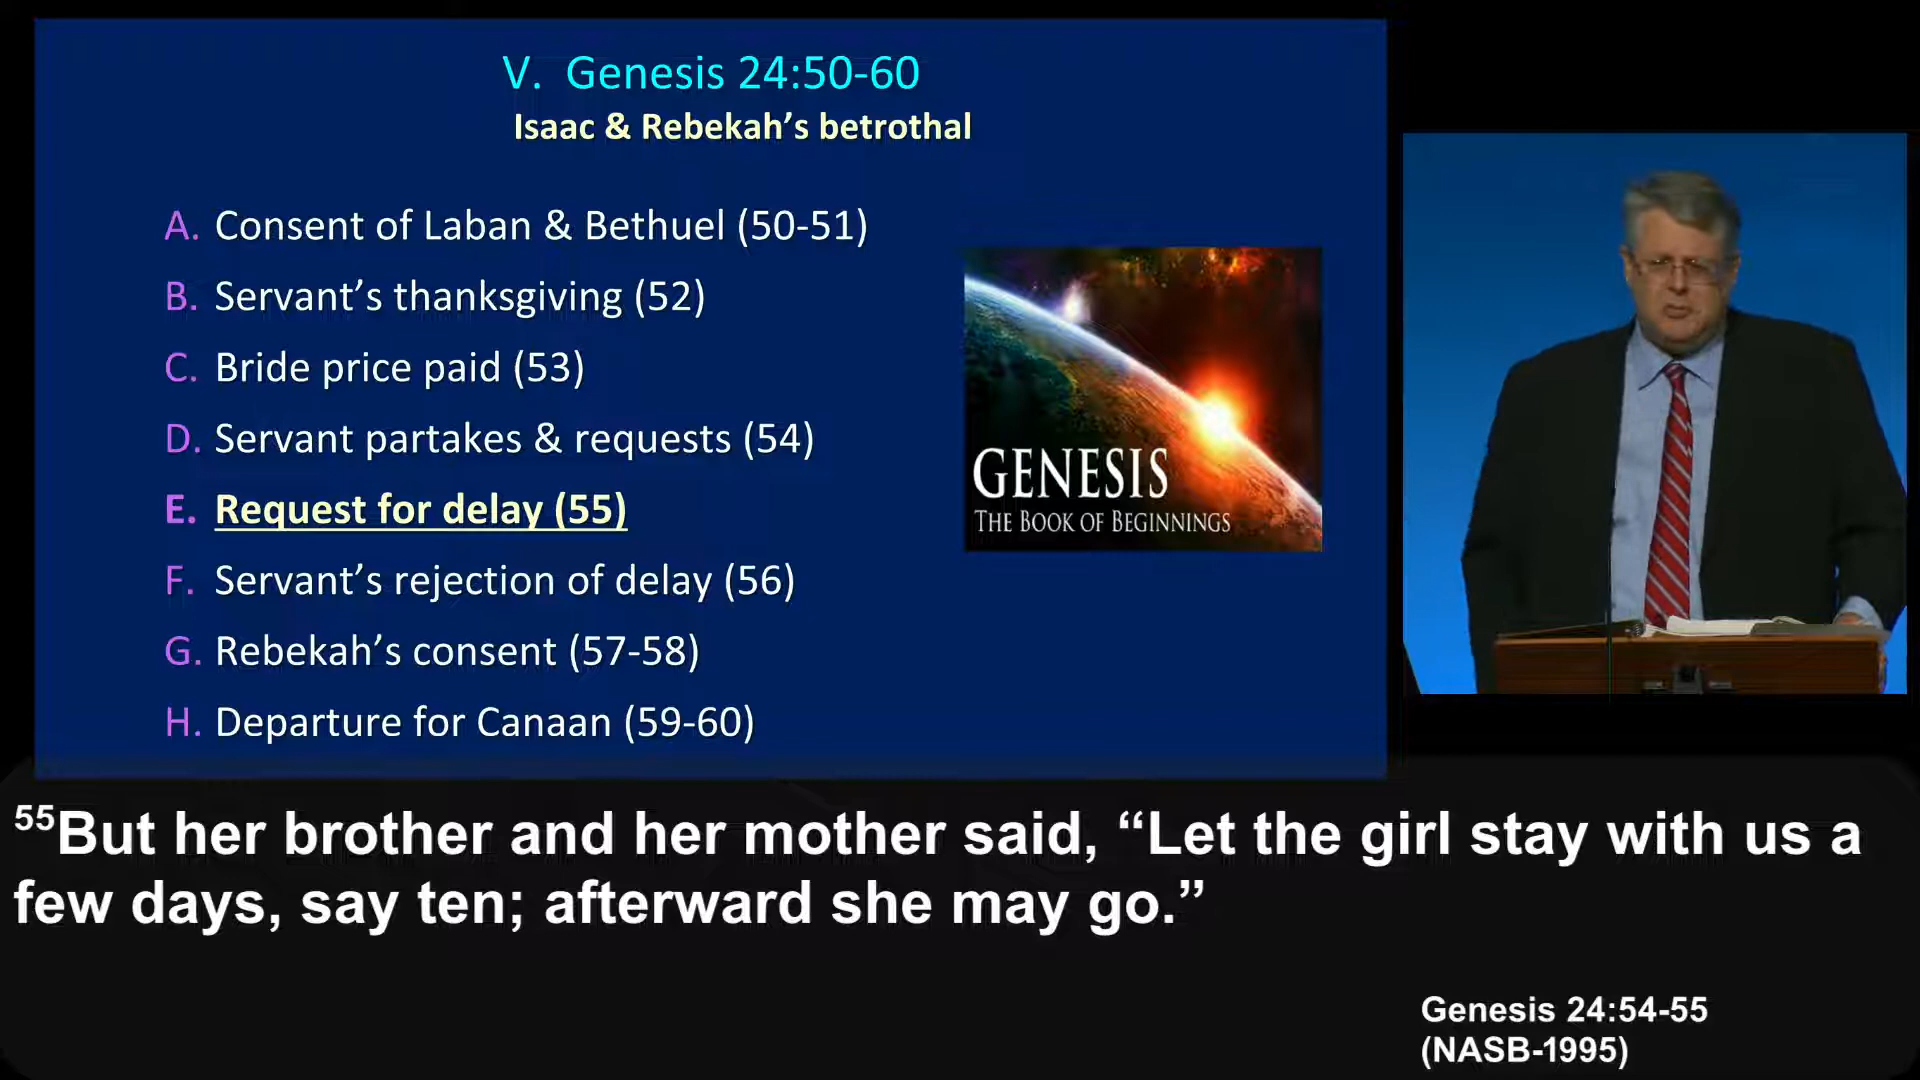 V. Genesis 24:50-60
Isaac & Rebekah’s betrothal
A. Consent of Laban & Bethuel (50-51)
B. Servant’s thanksgiving (52)
C. Bride price paid (53)
D. Servant partakes & requests (54)
E. Request for delay (55)
F. Servant’s rejection of delay (56)
G. Rebekah’s consent (57-58)
H. Departure for Canaan (59-60)
GENESIS
THE BOOK OF BEGINNINGS
55But her brother and her mother said, “Let the girl stay with us a
few days, say ten; afterward she may go.”
Genesis 24:54-55
(NASB-1995)